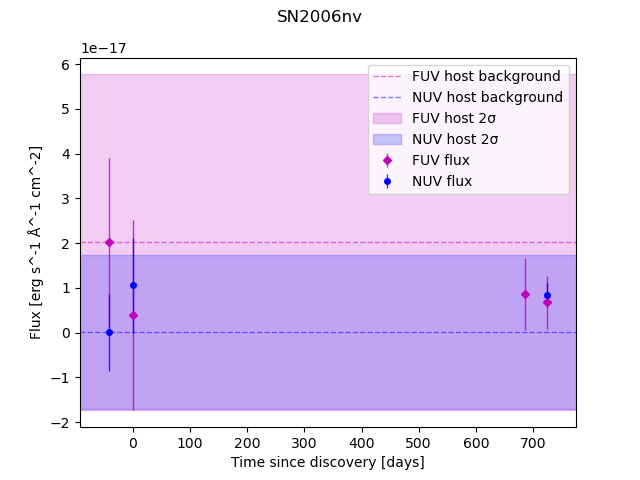 SN2006nv
1e−17
FUV host background
NUV host background
FUV host 2σ
NUV host 2σ
FUV flux
NUV flux
6
5
4
3
2
1
0
−1
−2
Flux [erg s^-1 Å^-1 cm^-2]
0 100 200 300 400 500 600 700
Time since discovery [days]